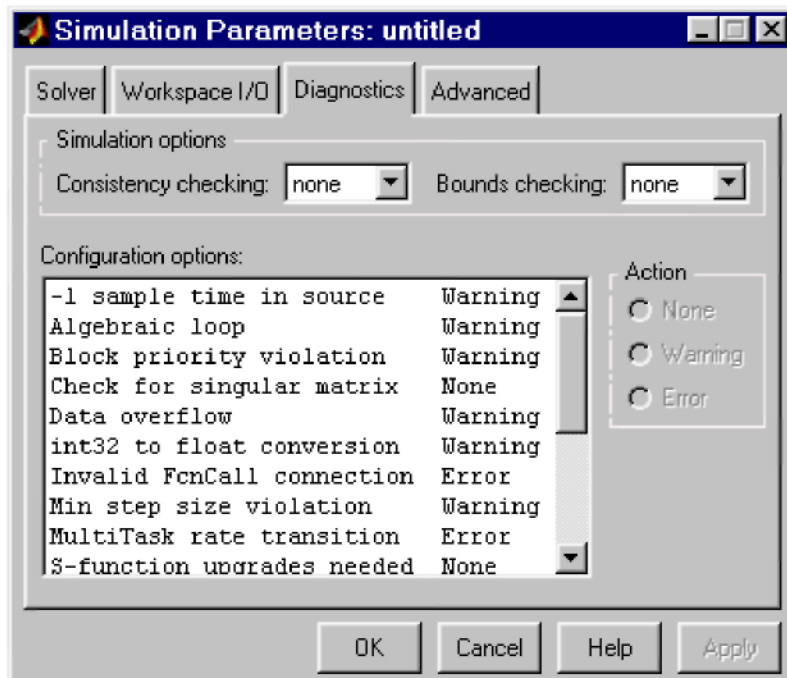 Simulation Parameters: untitled
Solver Workspace I/O Diagnostics Advanced
Simulation options
Consistency checking: none Bounds checking: none
Configuration options:
-1 sample time in source Warning
Algebraic loop Warning
Block priority violation Warning
Check for singular matrix None
Data overflow Warning
int32 to float conversion Warning
Invalid FcnCall connection Error
Min step size violation Warning
MultiTask rate transition Error
S-function upgrades needed None
Action
None
Warning
Error
OK Cancel Help Apply